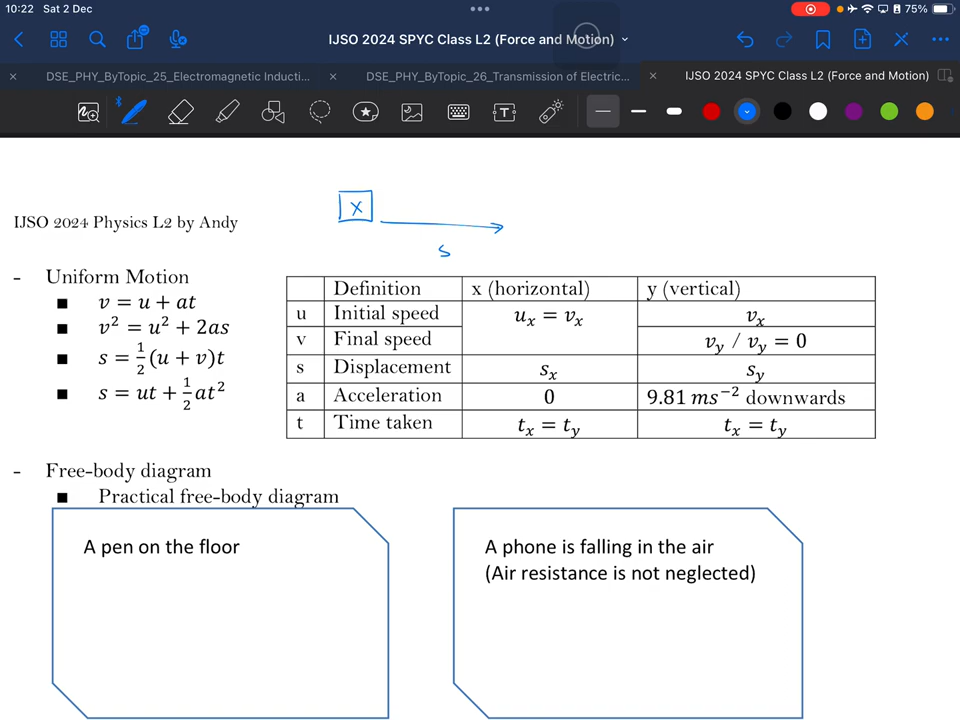 10:22 Sat 2 Dec
75%
IJSO 2024 SPYC Class L2 (Force and Motion)
DSE_PHY_ByTopic_25_Electromagnetic Inducti...
DSE_PHY_ByTopic_26_Transmission of Electric...
IJSO 2024 SPYC Class L2 (Force and Motion)
X
IJSO 2024 Physics L2 by Andy
s
- Uniform Motion
■ v = u + at
■ v² = u² + 2as
■ s = 1/2 (u + v)t
■ s = ut + 1/2 at²
Definition x (horizontal) y (vertical)
u Initial speed uₓ = vₓ vₓ
v Final speed v_y / v_y = 0
s Displacement sₓ s_y
a Acceleration 0 9.81 ms⁻² downwards
t Time taken tₓ = t_y tₓ = t_y
- Free-body diagram
■ Practical free-body diagram
A pen on the floor
A phone is falling in the air
(Air resistance is not neglected)